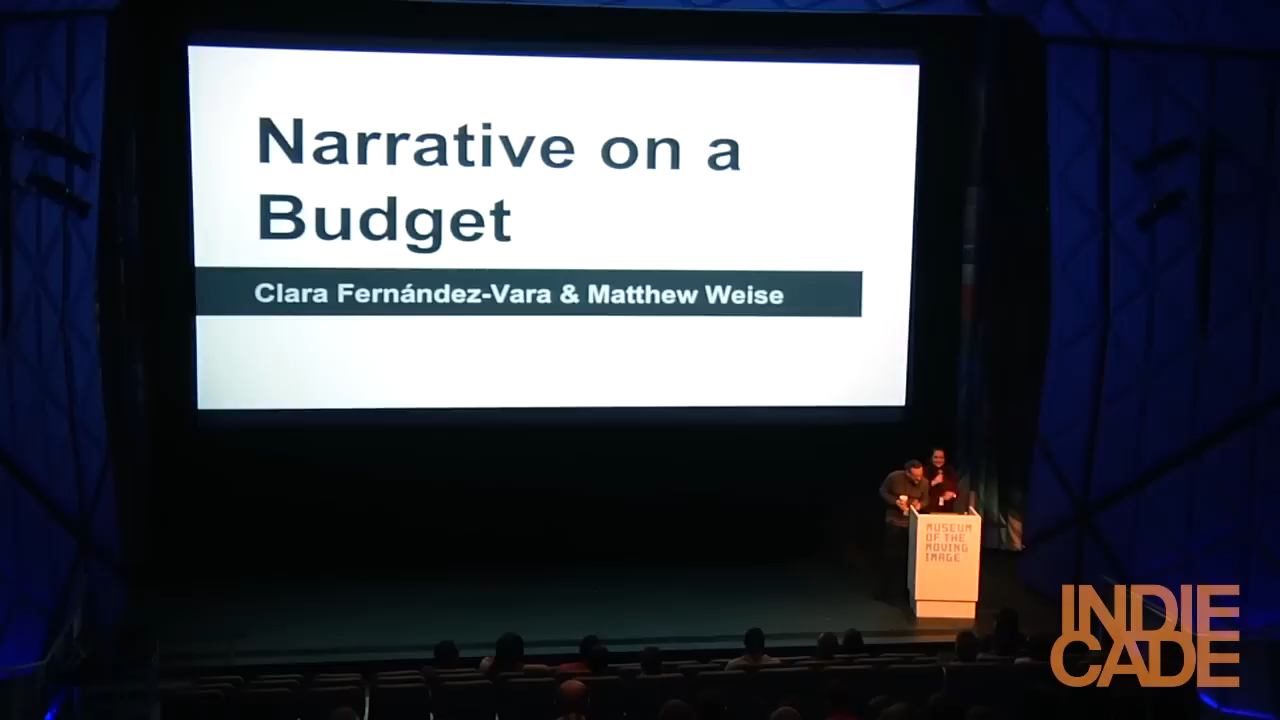 Narrative on a
Budget
Clara Fernández-Vara & Matthew Weise
MUSEUM
OF THE
MOVING
IMAGE
INDIE
CADE